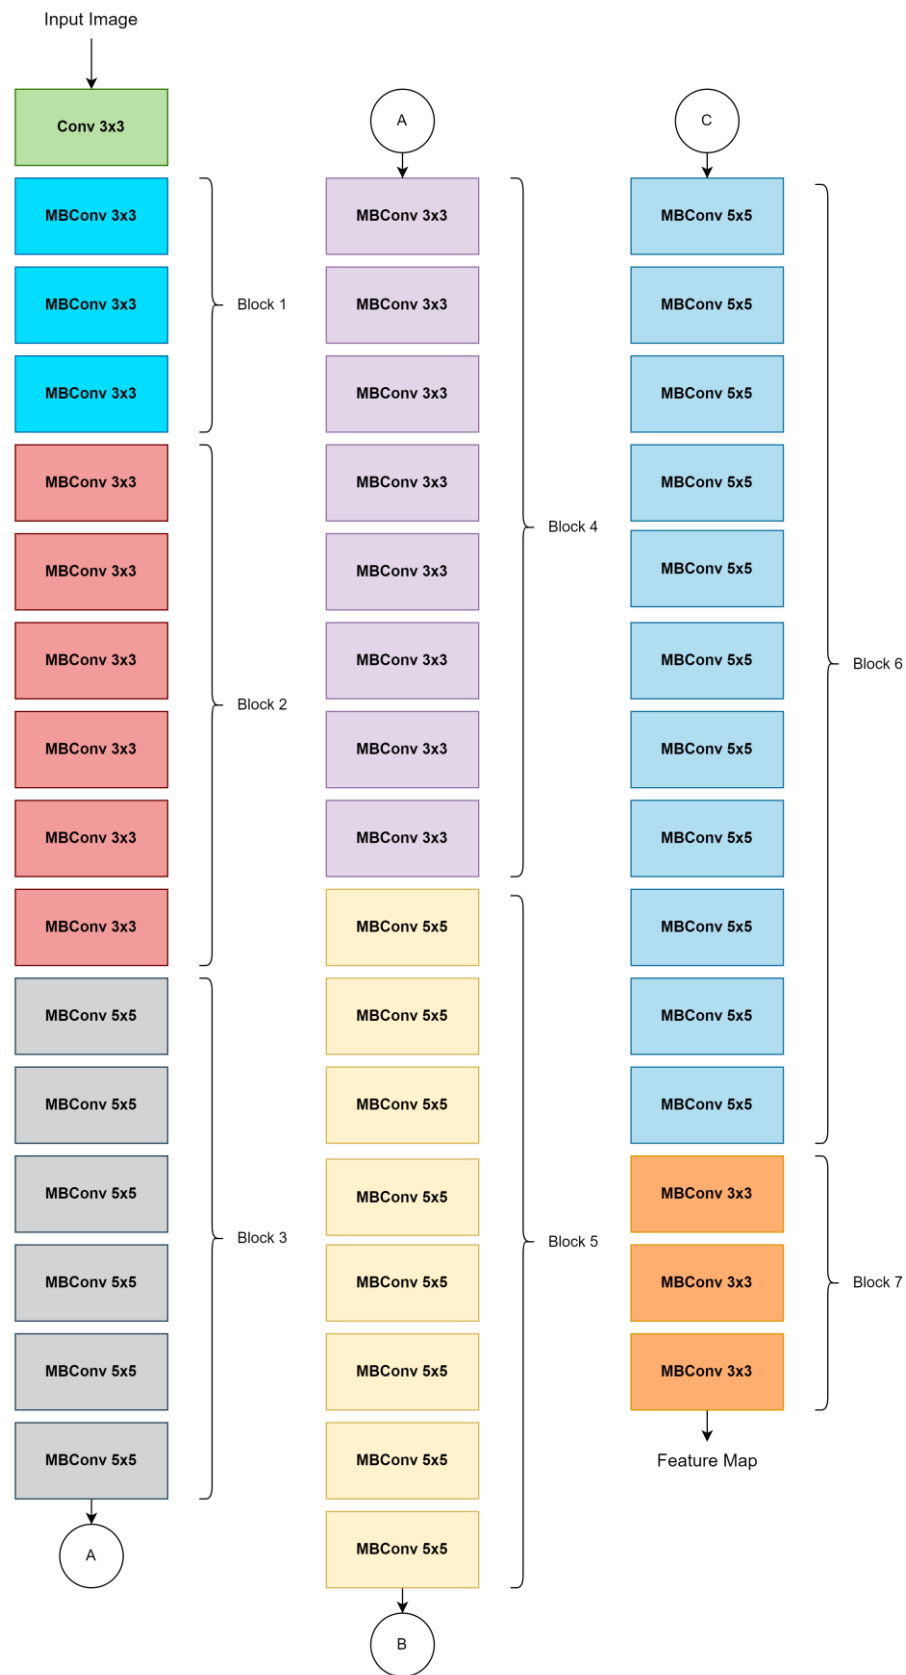 Input Image
Conv 3x3
MBConv 3x3
MBConv 3x3
MBConv 3x3
Block 1
MBConv 3x3
MBConv 3x3
MBConv 3x3
MBConv 3x3
MBConv 3x3
MBConv 3x3
Block 2
MBConv 5x5
MBConv 5x5
MBConv 5x5
MBConv 5x5
MBConv 5x5
MBConv 5x5
Block 3
A
A
MBConv 3x3
MBConv 3x3
MBConv 3x3
MBConv 3x3
MBConv 3x3
MBConv 3x3
MBConv 3x3
MBConv 3x3
Block 4
MBConv 5x5
MBConv 5x5
MBConv 5x5
MBConv 5x5
MBConv 5x5
MBConv 5x5
MBConv 5x5
MBConv 5x5
Block 5
B
C
MBConv 5x5
MBConv 5x5
MBConv 5x5
MBConv 5x5
MBConv 5x5
MBConv 5x5
MBConv 5x5
MBConv 5x5
MBConv 5x5
MBConv 5x5
MBConv 5x5
Block 6
MBConv 3x3
MBConv 3x3
MBConv 3x3
Block 7
Feature Map